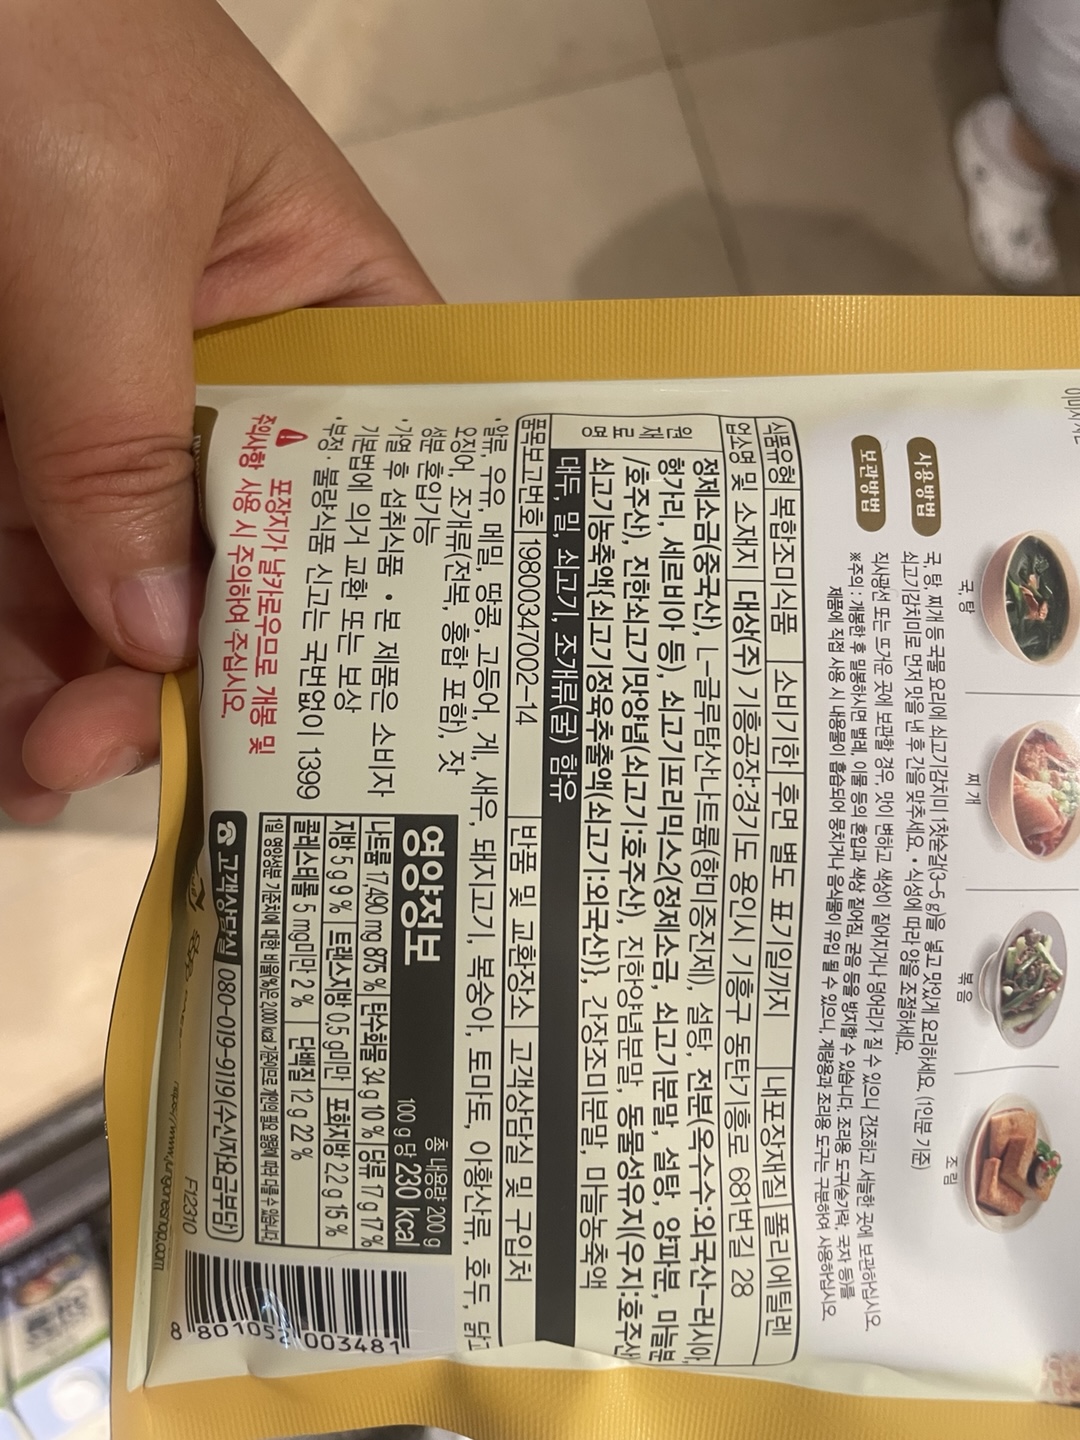 이미지 사진
국·탕
찌개
볶음
조림
사용방법
국, 탕, 찌개 등 국물 요리에 쇠고기감치미 1찻술갈(3~5 g)을 넣고 맛있게 요리하세요. (1인분 기준)
쇠고기감치미로 먼저 맛을 낸 후 간을 맞추세요. • 식성에 따라 양을 조절하세요.
보관방법
직사광선 또는 뜨거운 곳에 보관할 경우, 맛이 변하고 색상이 짙어지거나 덩어리가 질 수 있으니 건조하고 서늘한 곳에 보관하십시오.
※주의 : 개봉한 후 밀봉하시면 벌레, 이물 등의 혼입과 색상 짙어짐, 굳음 등을 방지할 수 있습니다. 조리용 도구(숟가락, 국자 등)를
제품에 직접 사용 시 내용물이 흡습되어 뭉치거나 음식물이 유입 될 수 있으니, 계량용과 조리용 도구는 구분하여 사용하십시오.
식품유형 복합조미식품 소비기한 후면 별도 표기일까지 내포장재질 폴리에틸렌
업소명 및 소재지 대상(주) 기흥공장:경기도 용인시 기흥구 동탄기흥로 68번길 28
원재료명
정제소금(중국산), L-글루탐산나트륨(향미증진제), 설탕, 전분(옥수수:외국산-러시아,
헝가리, 세르비아 등), 쇠고기프리믹스2(정제소금, 쇠고기분말, 설탕, 양파분, 마늘분
/호주산), 진한쇠고기맛양념(쇠고기:호주산), 진한양념분말, 동물성유지(우지:호주산
쇠고기농축액{쇠고기정육추출액(쇠고기:외국산)}, 간장조미분말, 마늘농축액
대두, 밀, 쇠고기, 조개류(굴) 함유
품목보고번호 19800347002-14 반품 및 교환장소 고객상담실 및 구입처
• 알류, 우유, 메밀, 땅콩, 고등어, 게, 새우, 돼지고기, 복숭아, 토마토, 아황산류, 호두, 닭고
오징어, 조개류(전복, 홍합 포함), 잣
성분 혼입가능
• 가열 후 섭취식품 • 본 제품은 소비자
기본법에 의거 교환 또는 보상
• 부정·불량식품 신고는 국번없이 1399
포장지가 날카로우므로 개봉 및
주의사항 사용 시 주의하여 주십시오.
영양정보
총 내용량 200 g
100 g 당 230 kcal
나트륨 17,490 mg 875 % 탄수화물 34 g 10 % 당류 17 g 17 %
지방 5 g 9 % 트랜스지방 0.5 g미만 포화지방 2.2 g 15 %
콜레스테롤 5 mg미만 2 % 단백질 12 g 22 %
1일 영양성분 기준치에 대한 비율(%)은 2,000 kcal 기준이므로 개인의 필요 열량에 따라 다를 수 있습니다.
고객상담실 080-019-9119(수신자요금부담)
F12310
https://www.jungoneshop.com
8 801052 003481